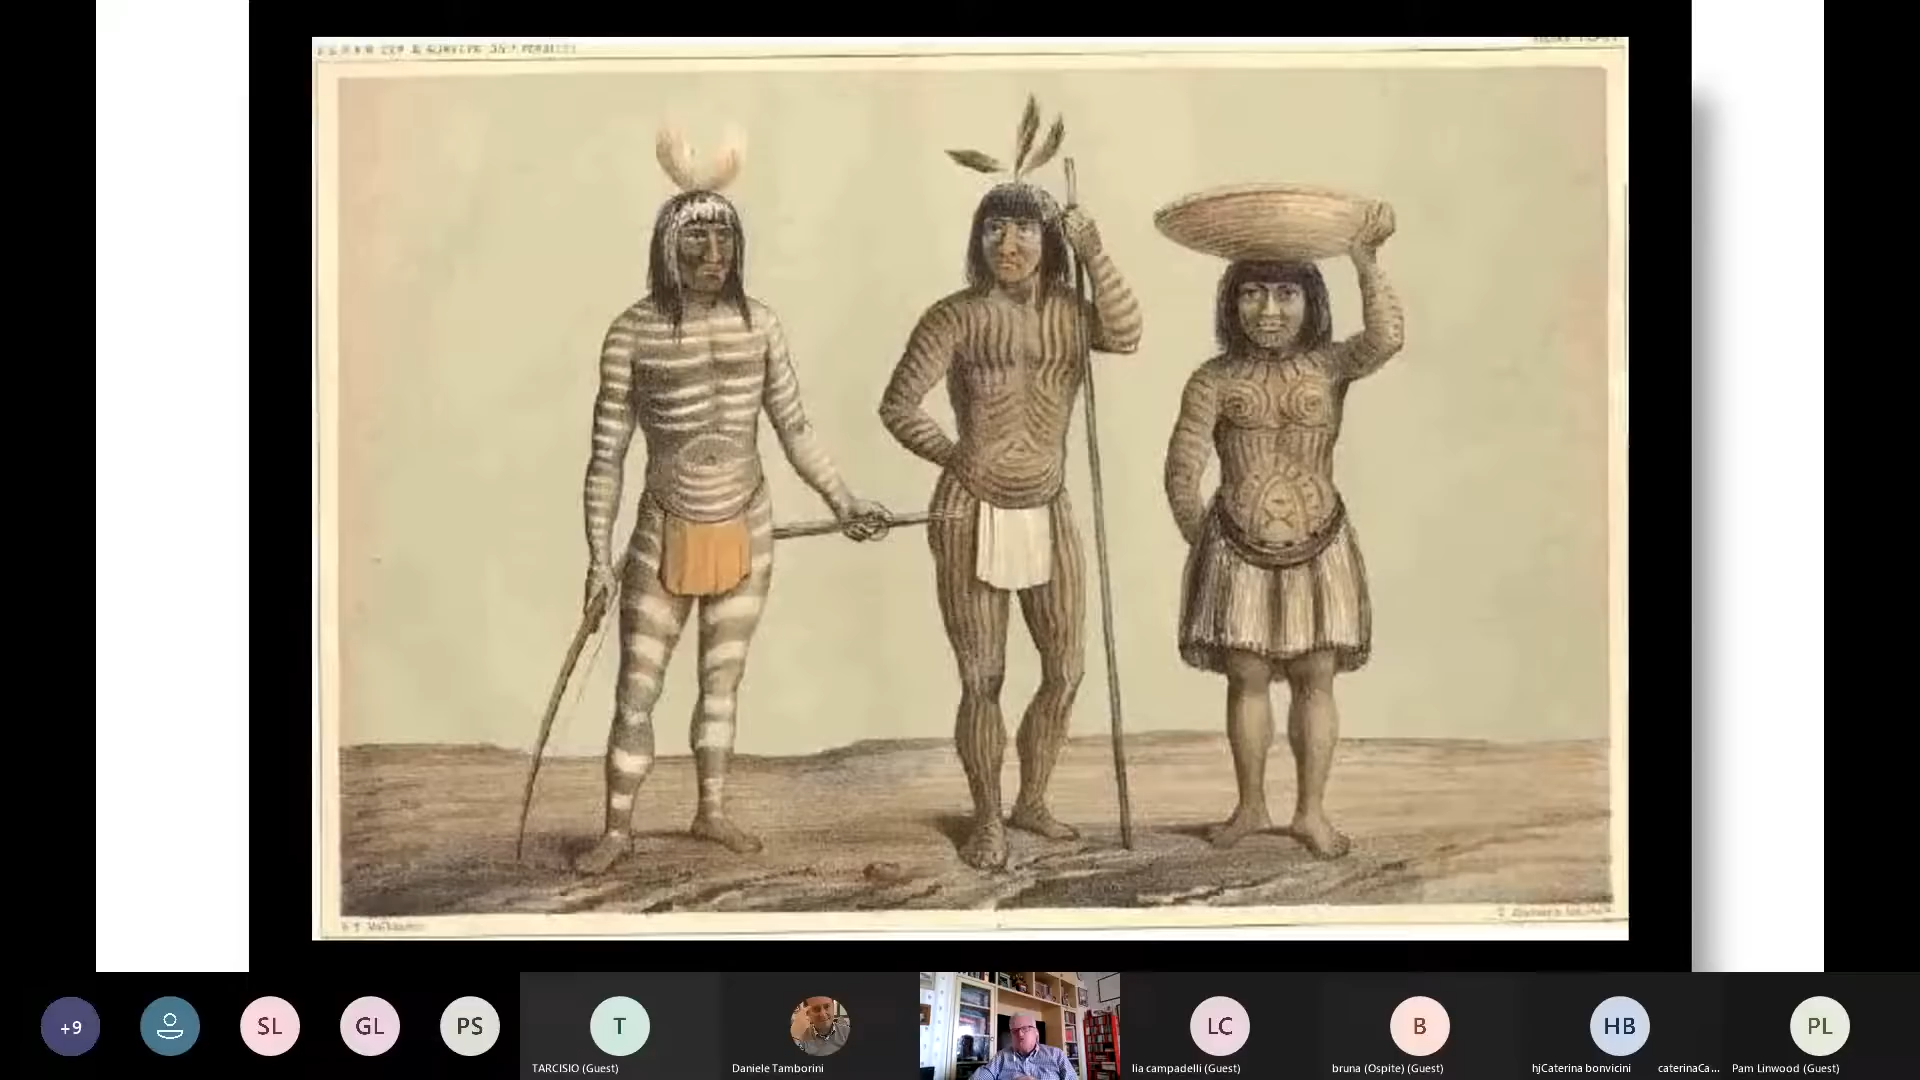 +9
SL
GL
PS
T
LC
B
HB
PL
TARCISIO (Guest)
Daniele Tamborini
lia campadelli (Guest)
bruna (Ospite) (Guest)
hjCaterina bonvicini
caterinaCa...
Pam Linwood (Guest)